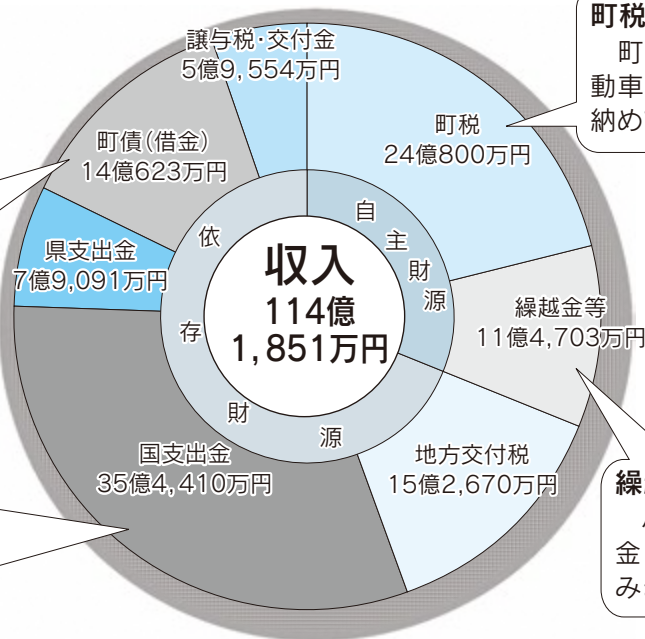 収入
114億
1,851万円
自主財源
依存財源
町税
24億800万円
繰越金等
11億4,703万円
地方交付税
15億2,670万円
国支出金
35億4,410万円
県支出金
7億9,091万円
町債（借金）
14億623万円
譲与税・交付金
5億9,554万円
町税
町
動車
納め
繰
金
み